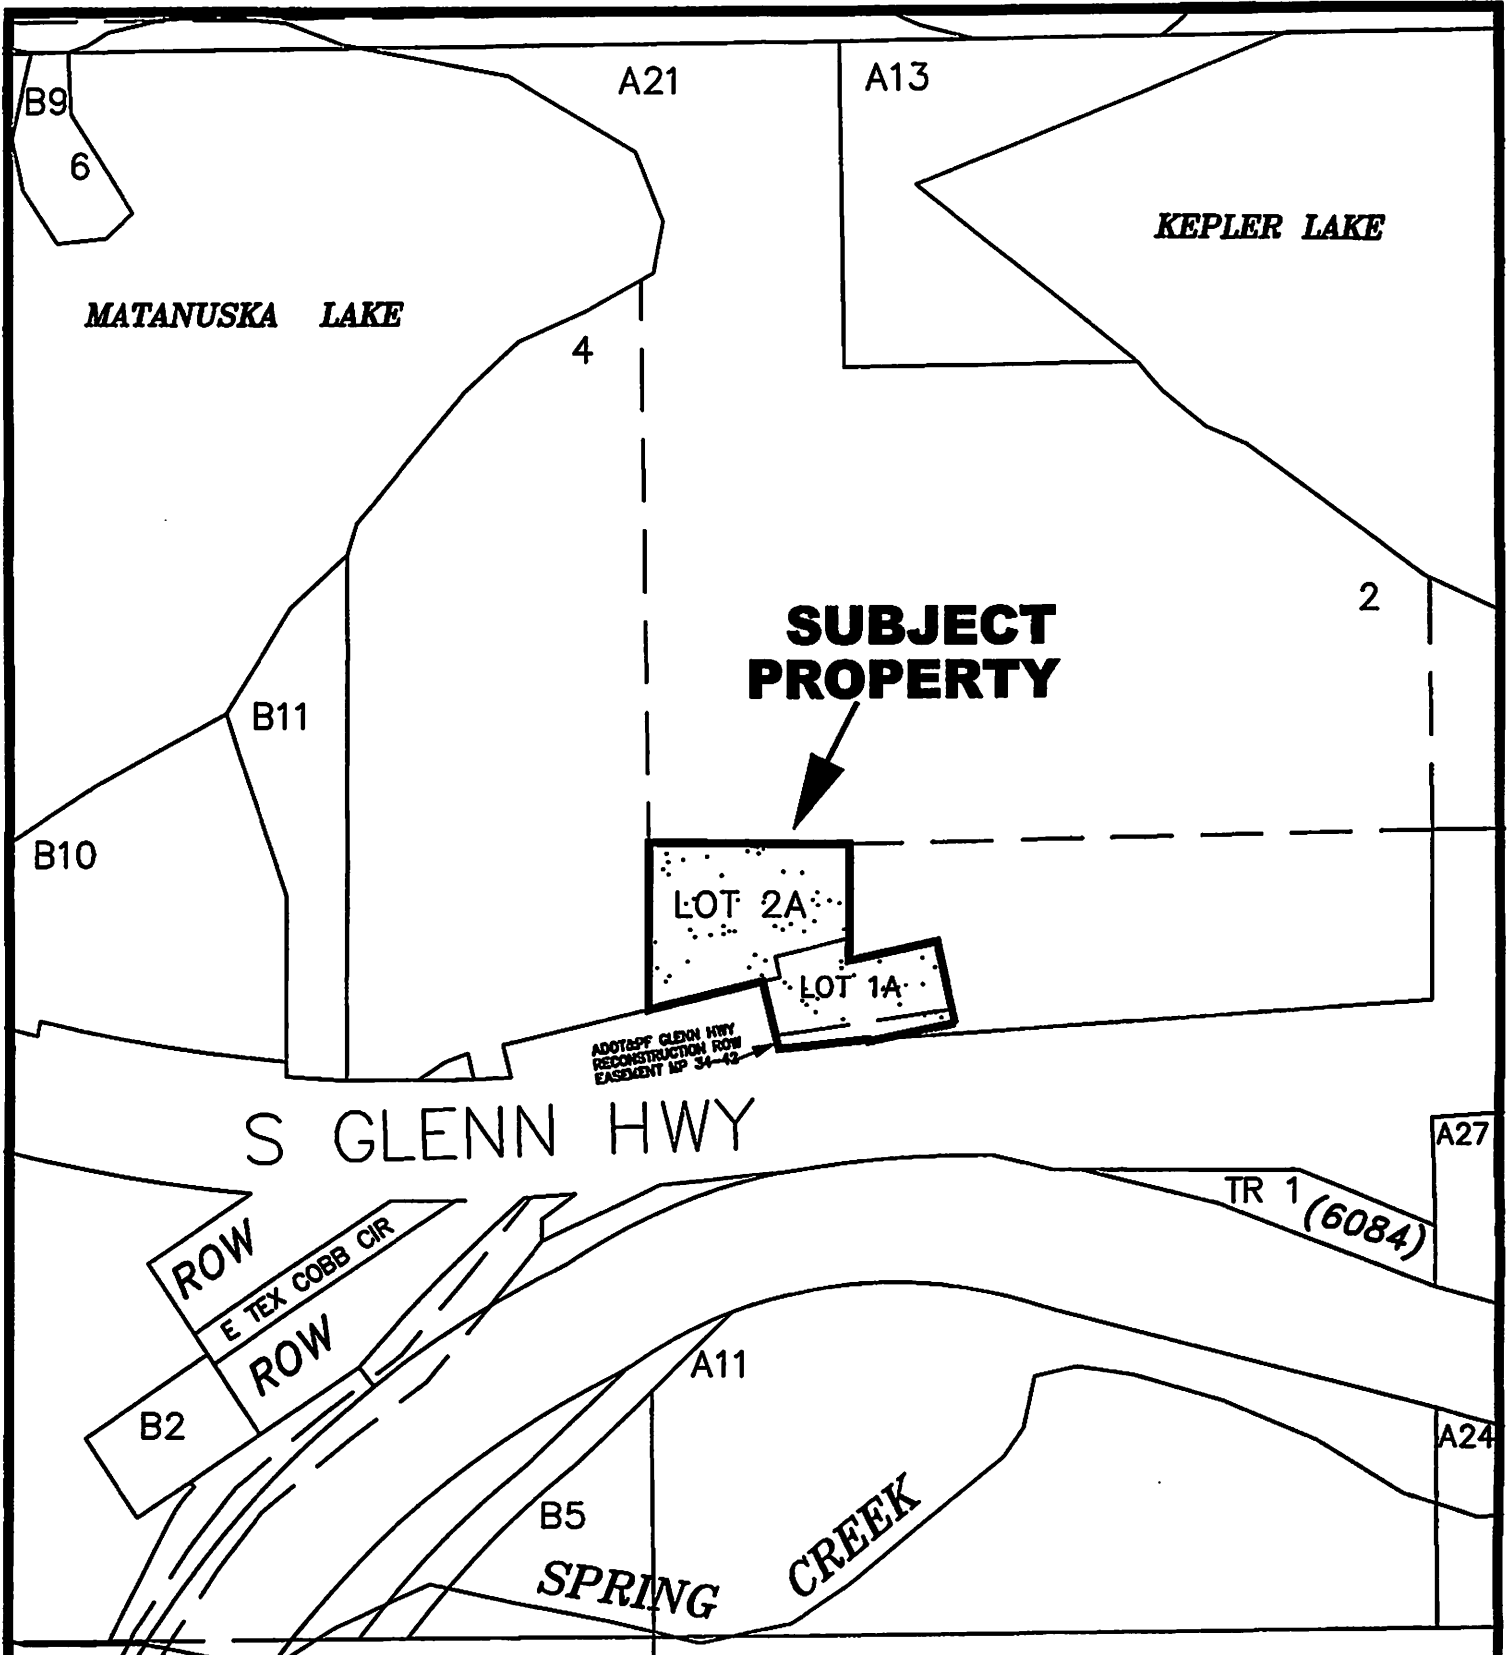 A21
A13
B9
6
KEPLER LAKE
MATANUSKA LAKE
4
2
SUBJECT
PROPERTY
B11
B10
LOT 2A
LOT 1A
ADOT&PF GLENN HWY
RECONSTRUCTION ROW
EASEMENT MP 34-42
S GLENN HWY
A27
TR 1
(6084)
ROW
E TEX COBB CIR
ROW
A11
B2
A24
B5
CREEK
SPRING